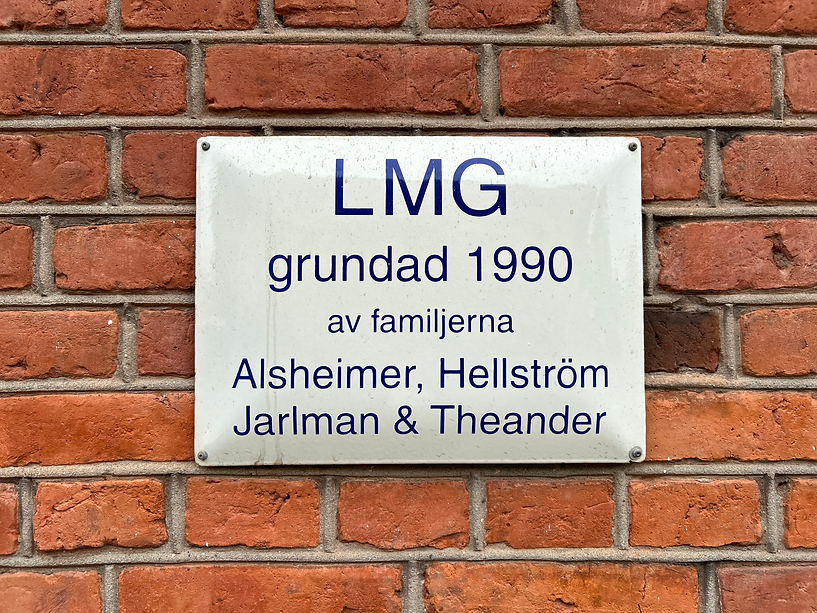 LMG
grundad 1990
av familjerna
Alsheimer, Hellström
Jarlman & Theander